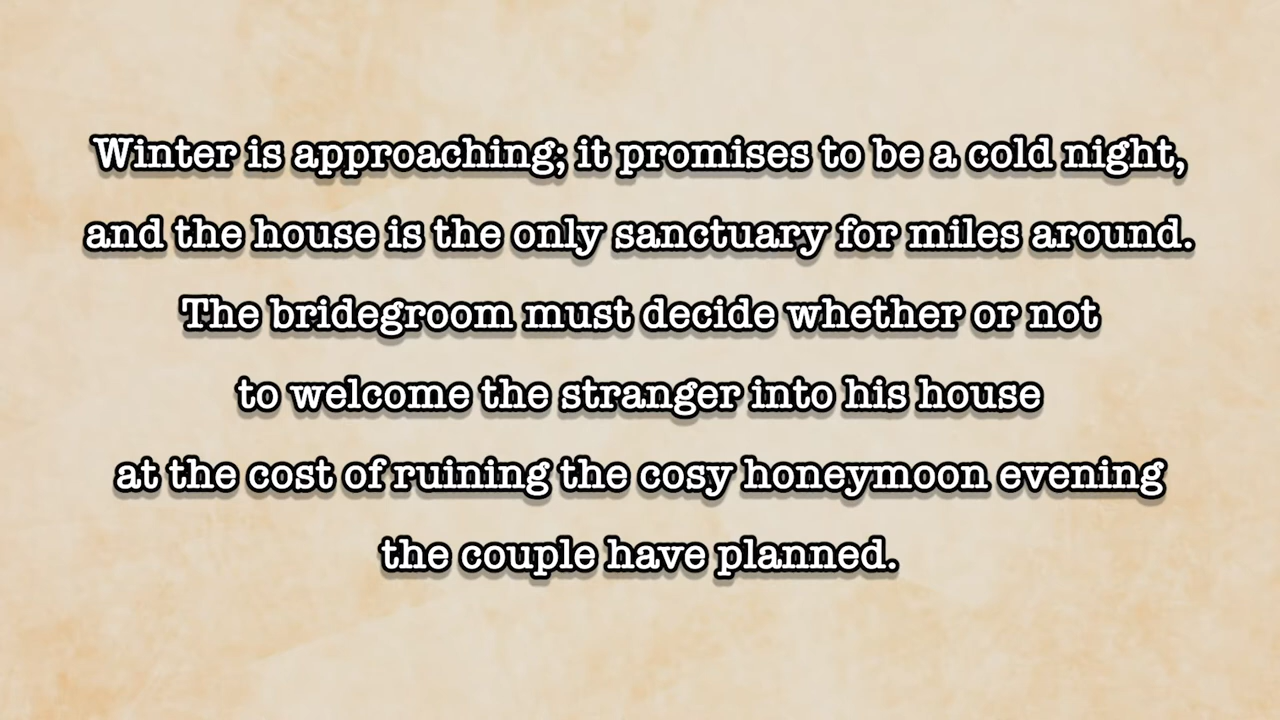 Winter is approaching; it promises to be a cold night,
and the house is the only sanctuary for miles around.
The bridegroom must decide whether or not
to welcome the stranger into his house
at the cost of ruining the cosy honeymoon evening
the couple have planned.